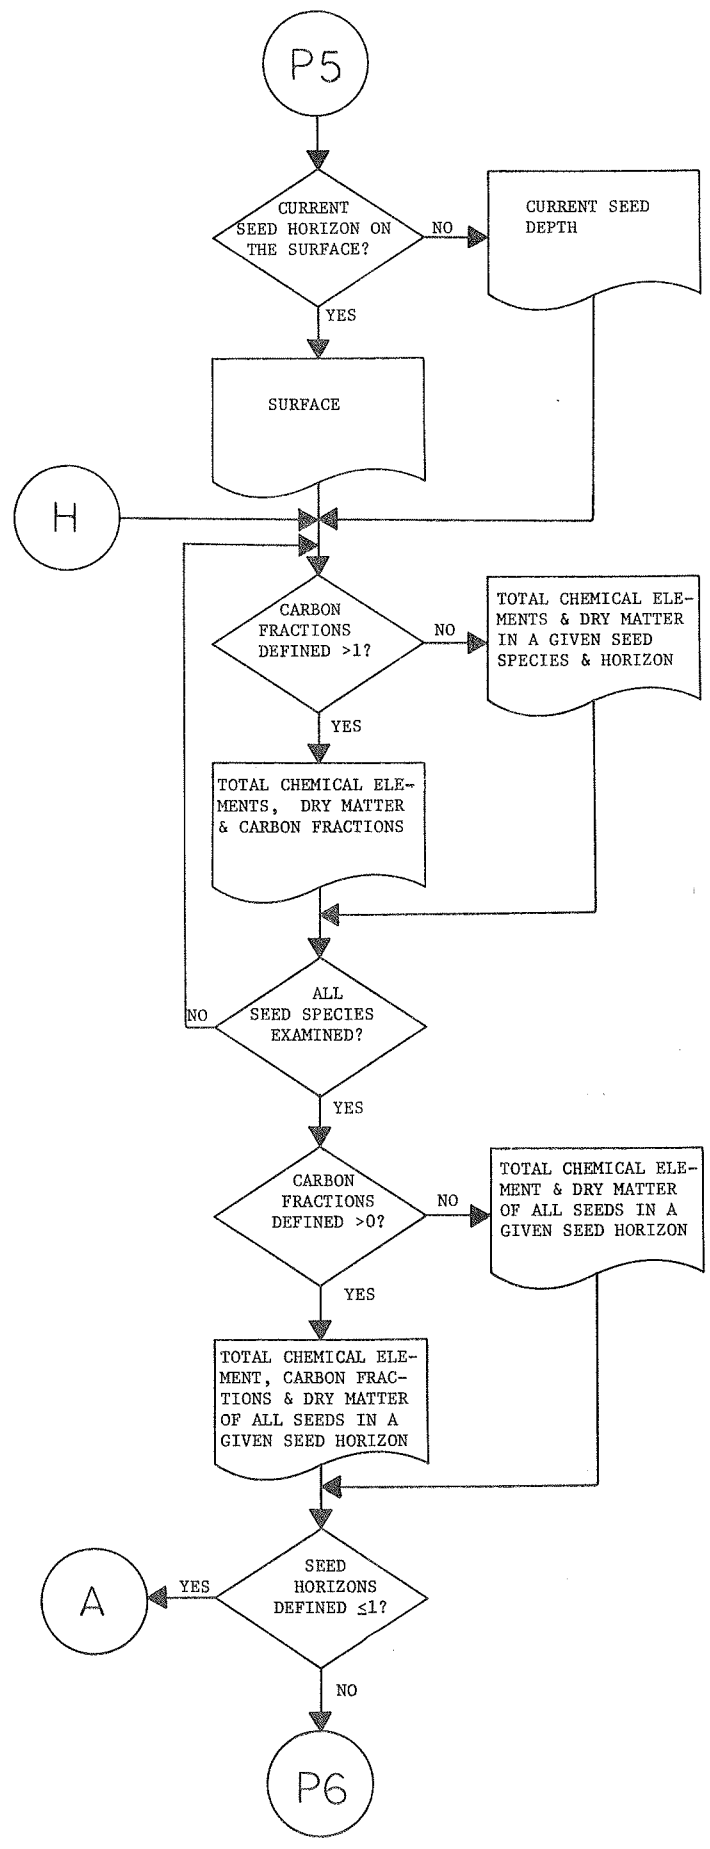 P5
CURRENT
SEED HORIZON ON
THE SURFACE?
NO
CURRENT SEED
DEPTH
YES
SURFACE
H
CARBON
FRACTIONS
DEFINED >1?
NO
TOTAL CHEMICAL ELE-
MENTS & DRY MATTER
IN A GIVEN SEED
SPECIES & HORIZON
YES
TOTAL CHEMICAL ELE-
MENTS, DRY MATTER
& CARBON FRACTIONS
ALL
SEED SPECIES
EXAMINED?
NO
YES
CARBON
FRACTIONS
DEFINED >0?
NO
TOTAL CHEMICAL ELE-
MENT & DRY MATTER
OF ALL SEEDS IN A
GIVEN SEED HORIZON
YES
TOTAL CHEMICAL ELE-
MENT, CARBON FRAC-
TIONS & DRY MATTER
OF ALL SEEDS IN A
GIVEN SEED HORIZON
SEED
HORIZONS
DEFINED ≤1?
YES
A
NO
P6